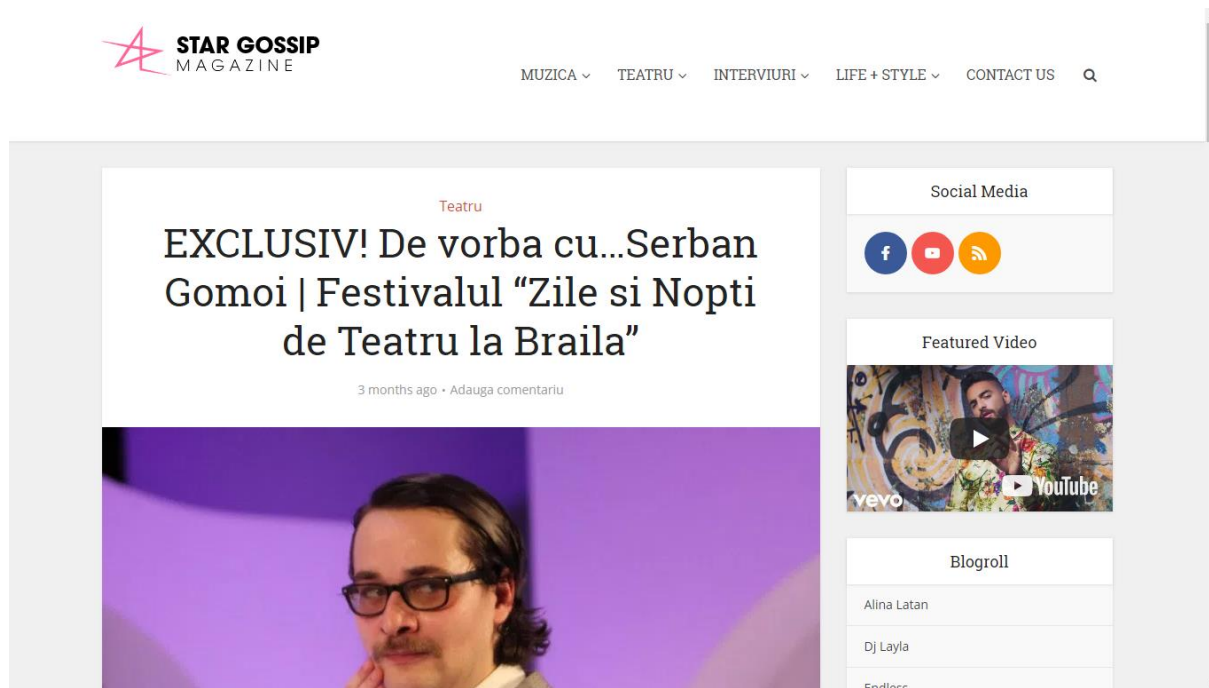 STAR GOSSIP
MAGAZINE
MUZICA
TEATRU
INTERVIURI
LIFE + STYLE
CONTACT US
Teatru
EXCLUSIV! De vorba cu...Serban
Gomoi | Festivalul “Zile si Nopti
de Teatru la Braila”
3 months ago • Adauga comentariu
Social Media
Featured Video
vevo
YouTube
Blogroll
Alina Latan
Dj Layla
Endless